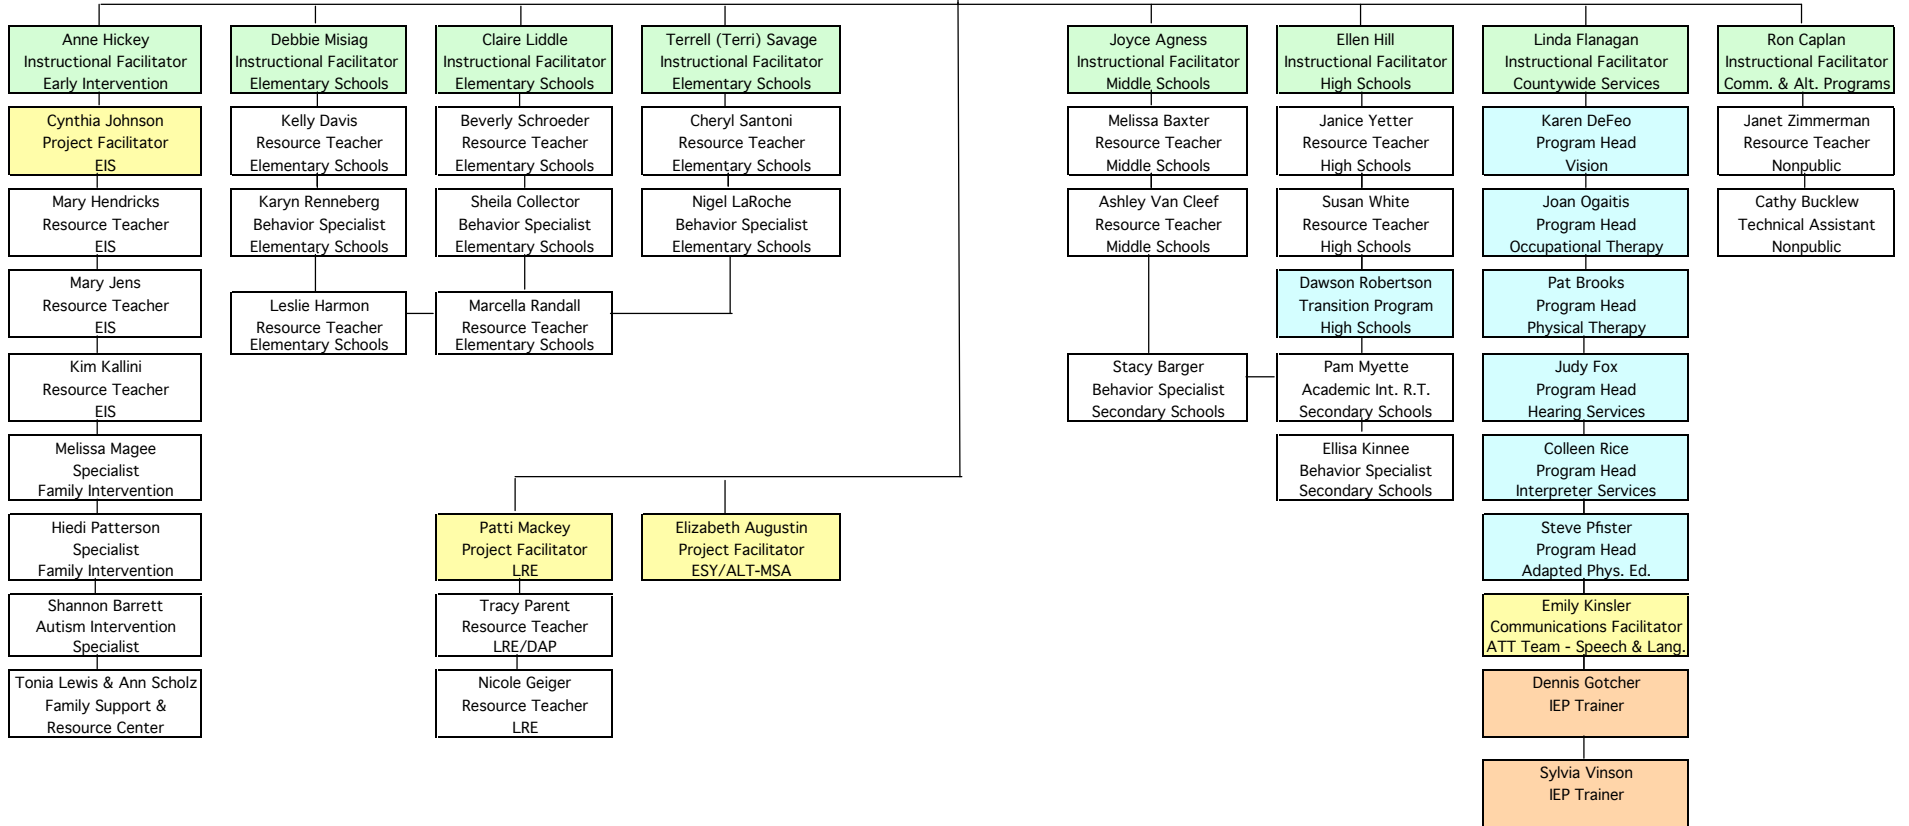 Anne Hickey
Instructional Facilitator
Early Intervention
Cynthia Johnson
Project Facilitator
EIS
Mary Hendricks
Resource Teacher
EIS
Mary Jens
Resource Teacher
EIS
Kim Kallini
Resource Teacher
EIS
Melissa Magee
Specialist
Family Intervention
Hiedi Patterson
Specialist
Family Intervention
Shannon Barrett
Autism Intervention
Specialist
Tonia Lewis & Ann Scholz
Family Support &
Resource Center
Debbie Misiag
Instructional Facilitator
Elementary Schools
Kelly Davis
Resource Teacher
Elementary Schools
Karyn Renneberg
Behavior Specialist
Elementary Schools
Leslie Harmon
Resource Teacher
Elementary Schools
Claire Liddle
Instructional Facilitator
Elementary Schools
Beverly Schroeder
Resource Teacher
Elementary Schools
Sheila Collector
Behavior Specialist
Elementary Schools
Marcella Randall
Resource Teacher
Elementary Schools
Terrell (Terri) Savage
Instructional Facilitator
Elementary Schools
Cheryl Santoni
Resource Teacher
Elementary Schools
Nigel LaRoche
Behavior Specialist
Elementary Schools
Patti Mackey
Project Facilitator
LRE
Tracy Parent
Resource Teacher
LRE/DAP
Nicole Geiger
Resource Teacher
LRE
Elizabeth Augustin
Project Facilitator
ESY/ALT-MSA
Joyce Agness
Instructional Facilitator
Middle Schools
Melissa Baxter
Resource Teacher
Middle Schools
Ashley Van Cleef
Resource Teacher
Middle Schools
Stacy Barger
Behavior Specialist
Secondary Schools
Ellen Hill
Instructional Facilitator
High Schools
Janice Yetter
Resource Teacher
High Schools
Susan White
Resource Teacher
High Schools
Dawson Robertson
Transition Program
High Schools
Pam Myette
Academic Int. R.T.
Secondary Schools
Ellisa Kinnee
Behavior Specialist
Secondary Schools
Linda Flanagan
Instructional Facilitator
Countywide Services
Karen DeFeo
Program Head
Vision
Joan Ogaitis
Program Head
Occupational Therapy
Pat Brooks
Program Head
Physical Therapy
Judy Fox
Program Head
Hearing Services
Colleen Rice
Program Head
Interpreter Services
Steve Pfister
Program Head
Adapted Phys. Ed.
Emily Kinsler
Communications Facilitator
ATT Team - Speech & Lang.
Dennis Gotcher
IEP Trainer
Sylvia Vinson
IEP Trainer
Ron Caplan
Instructional Facilitator
Comm. & Alt. Programs
Janet Zimmerman
Resource Teacher
Nonpublic
Cathy Bucklew
Technical Assistant
Nonpublic